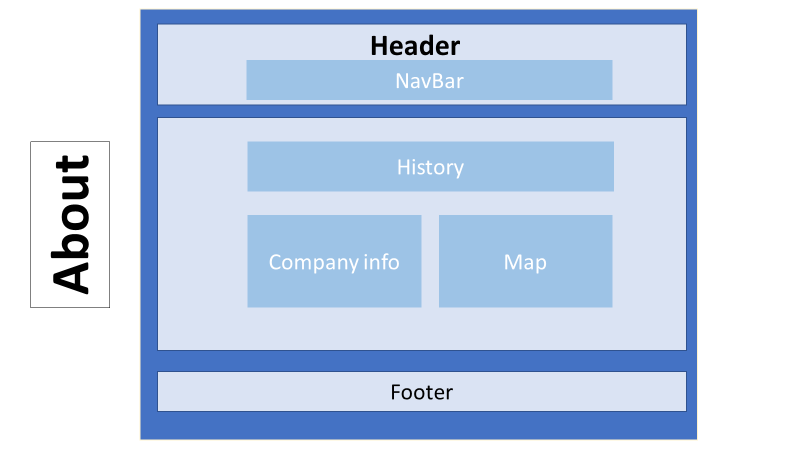 About
Header
NavBar
History
Company info
Map
Footer